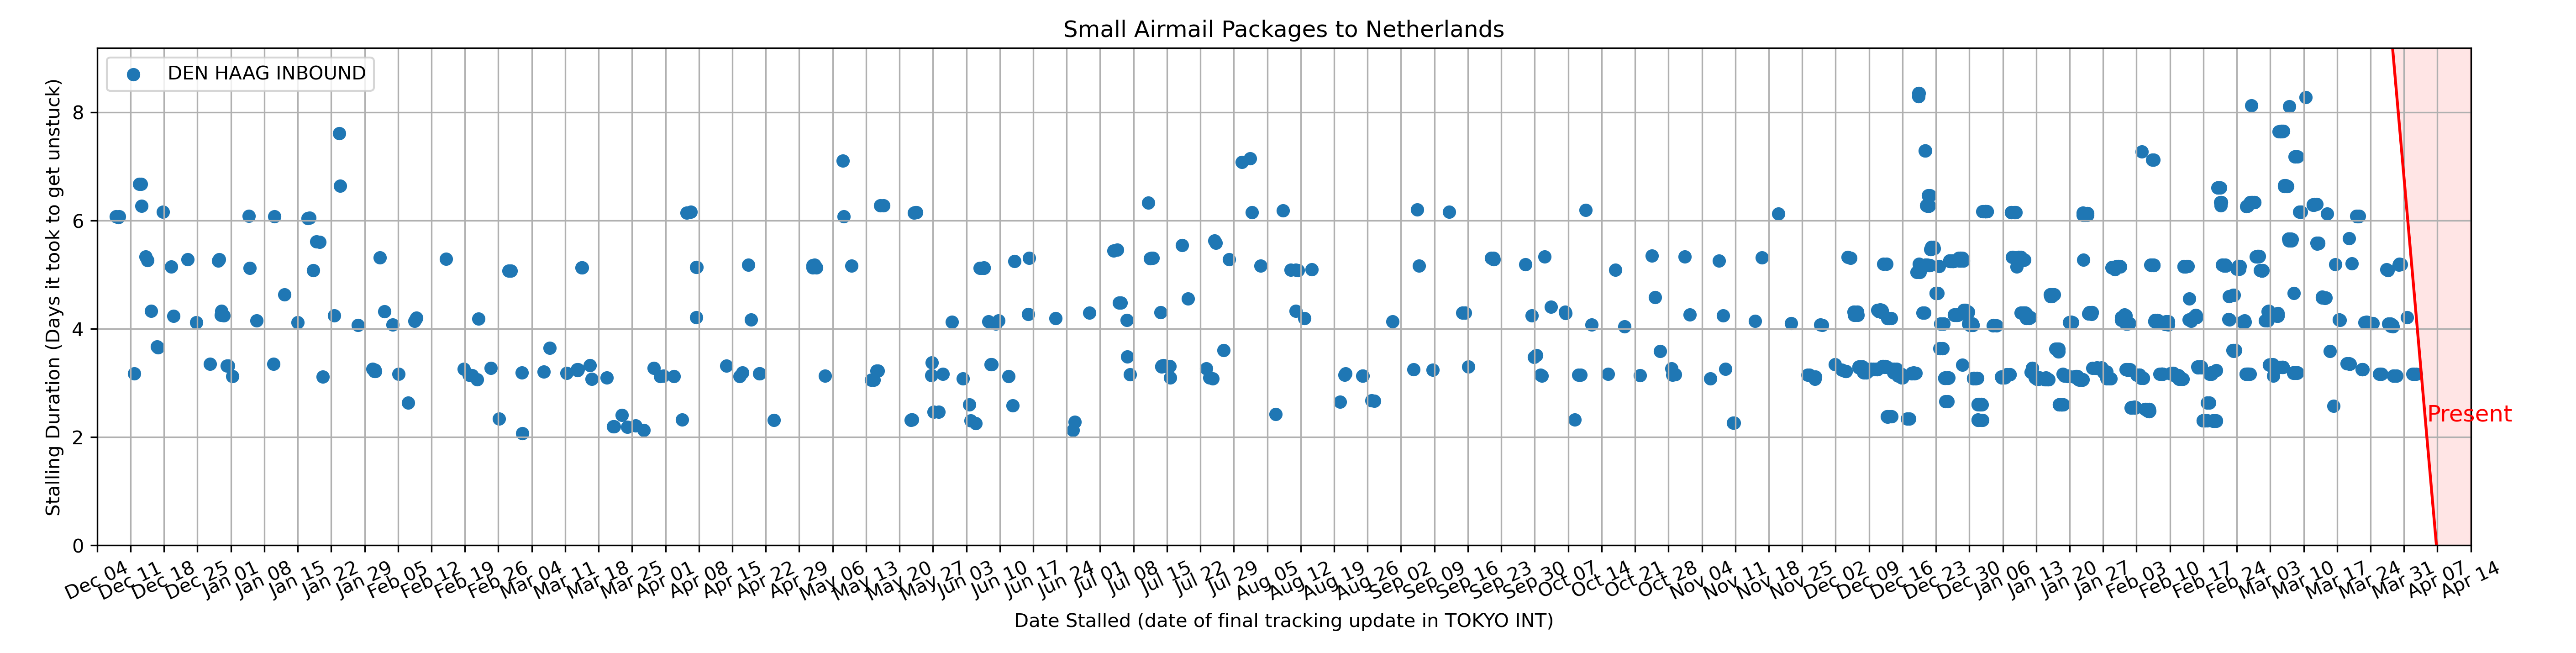 Small Airmail Packages to Netherlands
DEN HAAG INBOUND
Stalling Duration (Days it took to get unstuck)
8
6
4
2
0
Present
Dec 04
Dec 11
Dec 18
Dec 25
Jan 01
Jan 08
Jan 15
Jan 22
Jan 29
Feb 05
Feb 12
Feb 19
Feb 26
Mar 04
Mar 11
Mar 18
Mar 25
Apr 01
Apr 08
Apr 15
Apr 22
Apr 29
May 06
May 13
May 20
May 27
Jun 03
Jun 10
Jun 17
Jun 24
Jul 01
Jul 08
Jul 15
Jul 22
Jul 29
Aug 05
Aug 12
Aug 19
Aug 26
Sep 02
Sep 09
Sep 16
Sep 23
Sep 30
Oct 07
Oct 14
Oct 21
Oct 28
Nov 04
Nov 11
Nov 18
Nov 25
Dec 02
Dec 09
Dec 16
Dec 23
Dec 30
Jan 06
Jan 13
Jan 20
Jan 27
Feb 03
Feb 10
Feb 17
Feb 24
Mar 03
Mar 10
Mar 17
Mar 24
Mar 31
Apr 07
Apr 14
Date Stalled (date of final tracking update in TOKYO INT)